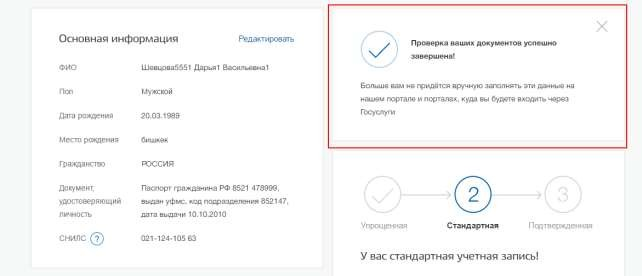 Основная информация
Редактировать
ФИО
Шевцова5551 Дарья1 Васильевна1
Пол
Мужской
Дата рождения
20.03.1989
Место рождения
бишкек
Гражданство
РОССИЯ
Документ,
удостоверяющий
личность
Паспорт гражданина РФ 8521 478999,
выдан уфмс, код подразделения 852147,
дата выдачи 10.10.2010
СНИЛС ?
021-124-105 63
Проверка ваших документов успешно
завершена!
Больше вам не придётся вручную заполнять эти данные на
нашем портале и порталах, куда вы будете входить через
Госуслуги
2
3
Упрощенная
Стандартная
Подтвержденная
У вас стандартная учетная запись!